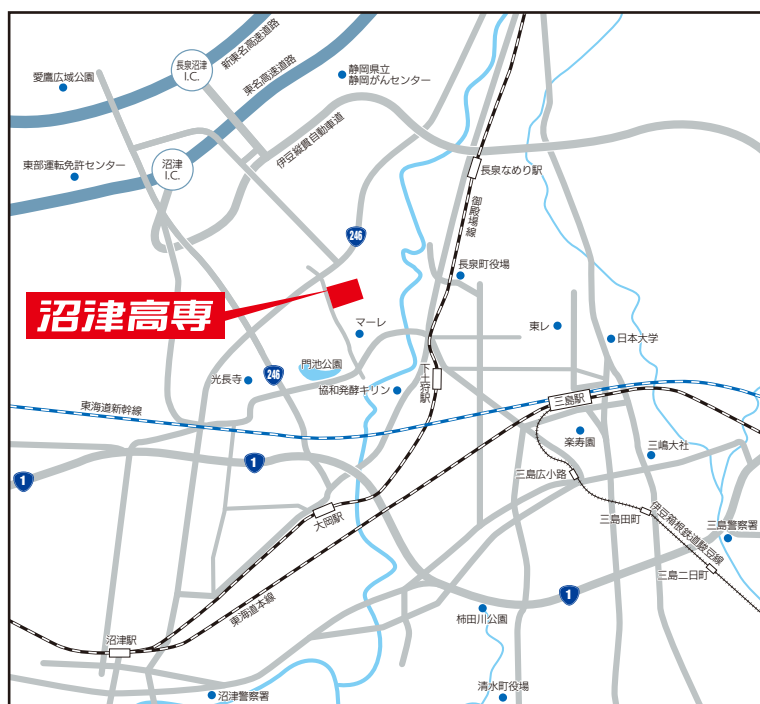 新東名高速道路
長泉沼津
I.C.
東名高速道路
静岡県立
静岡がんセンター
愛鷹広域公園
伊豆縦貫自動車道
東部運転免許センター
沼津
I.C.
長泉なめり駅
御殿場線
246
長泉町役場
沼津高専
マーレ
東レ
日本大学
門池公園
下土狩駅
光長寺
246
協和発酵キリン
東海道新幹線
三島駅
楽寿園
三嶋大社
1
1
三島広小路
大岡駅
三島田町
伊豆箱根鉄道駿豆線
三島警察署
三島二日町
東海道本線
1
柿田川公園
沼津駅
沼津警察署
清水町役場